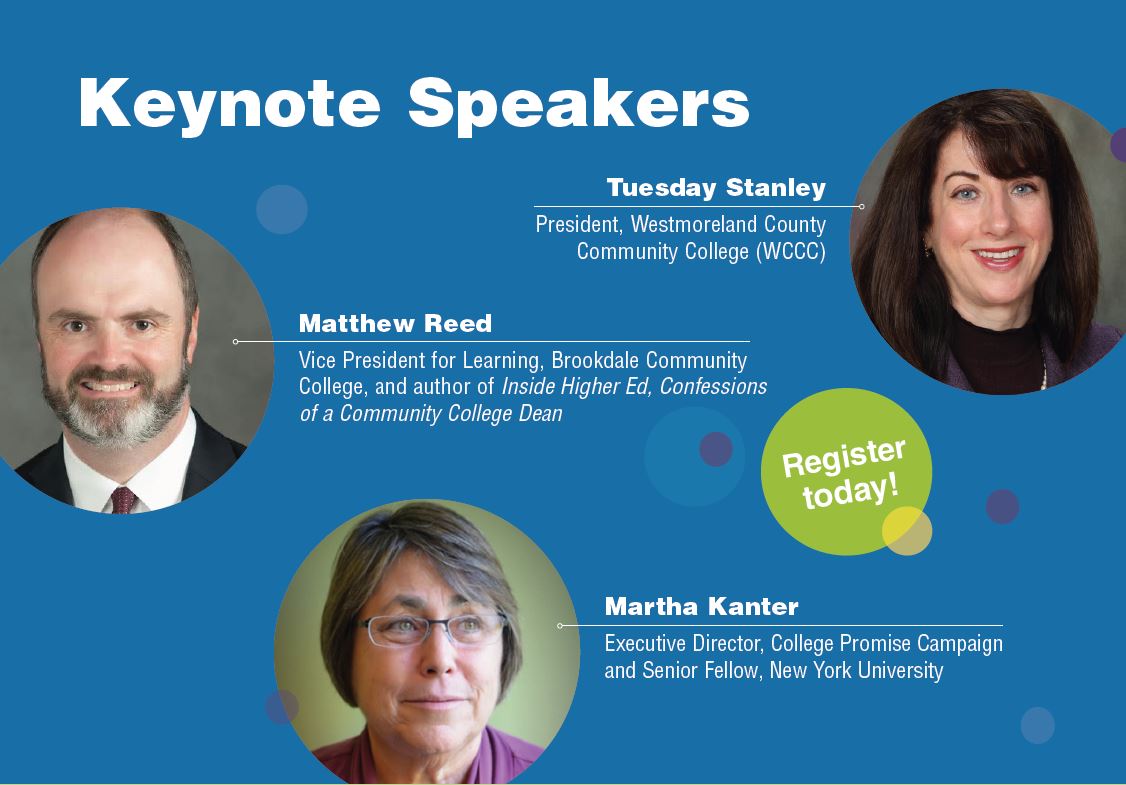 Keynote Speakers
Tuesday Stanley
President, Westmoreland County
Community College (WCCC)
Matthew Reed
Vice President for Learning, Brookdale Community
College, and author of Inside Higher Ed, Confessions
of a Community College Dean
Register
today!
Martha Kanter
Executive Director, College Promise Campaign
and Senior Fellow, New York University